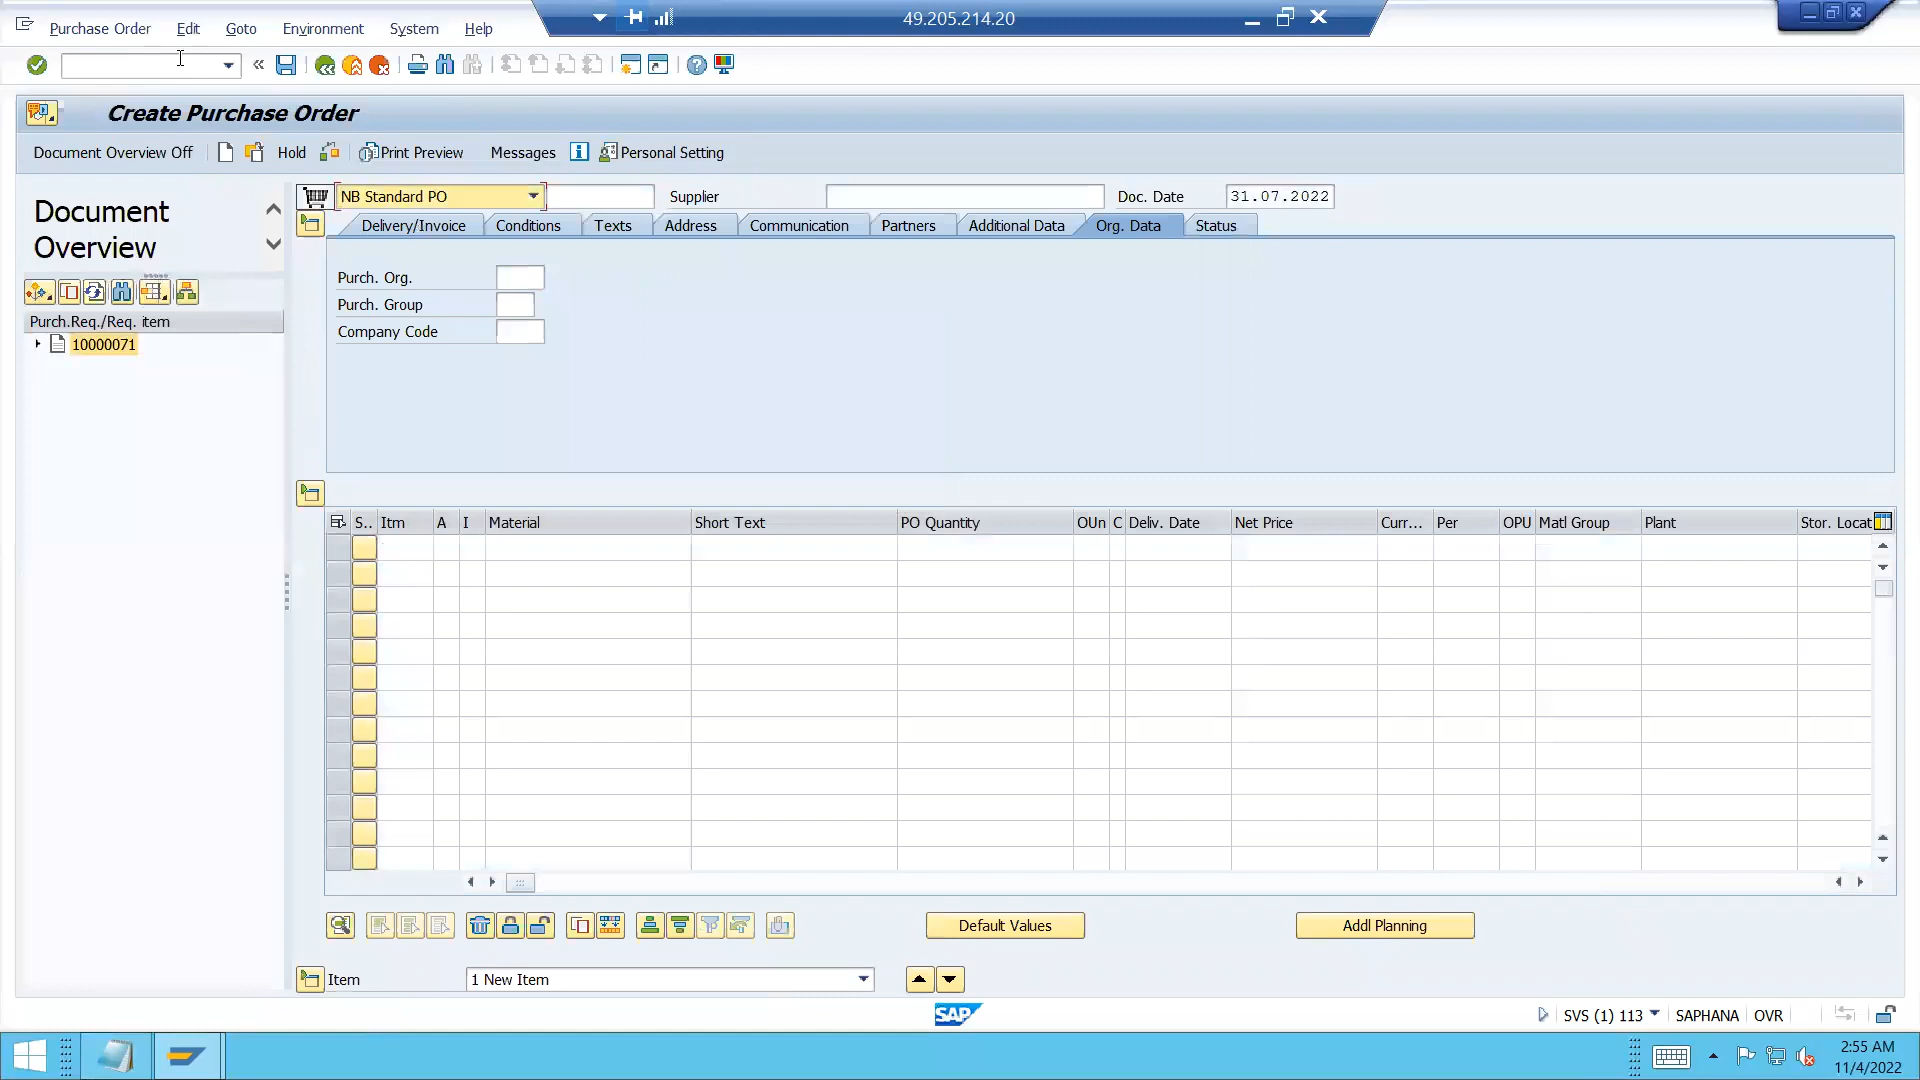 49.205.214.20
Purchase Order Edit Goto Environment System Help
Create Purchase Order
Document Overview Off Hold Print Preview Messages Personal Setting
Document Overview
NB Standard PO Supplier Doc. Date 31.07.2022
Delivery/Invoice Conditions Texts Address Communication Partners Additional Data Org. Data Status
Purch. Org.
Purch. Group
Company Code
Purch.Req./Req. item
10000071
S.. Itm A I Material Short Text PO Quantity OUn C Deliv. Date Net Price Curr... Per OPU Matl Group Plant Stor. Locat
Default Values Addl Planning
Item 1 New Item
SAP
SVS (1) 113 SAPHANA OVR
2:55 AM
11/4/2022